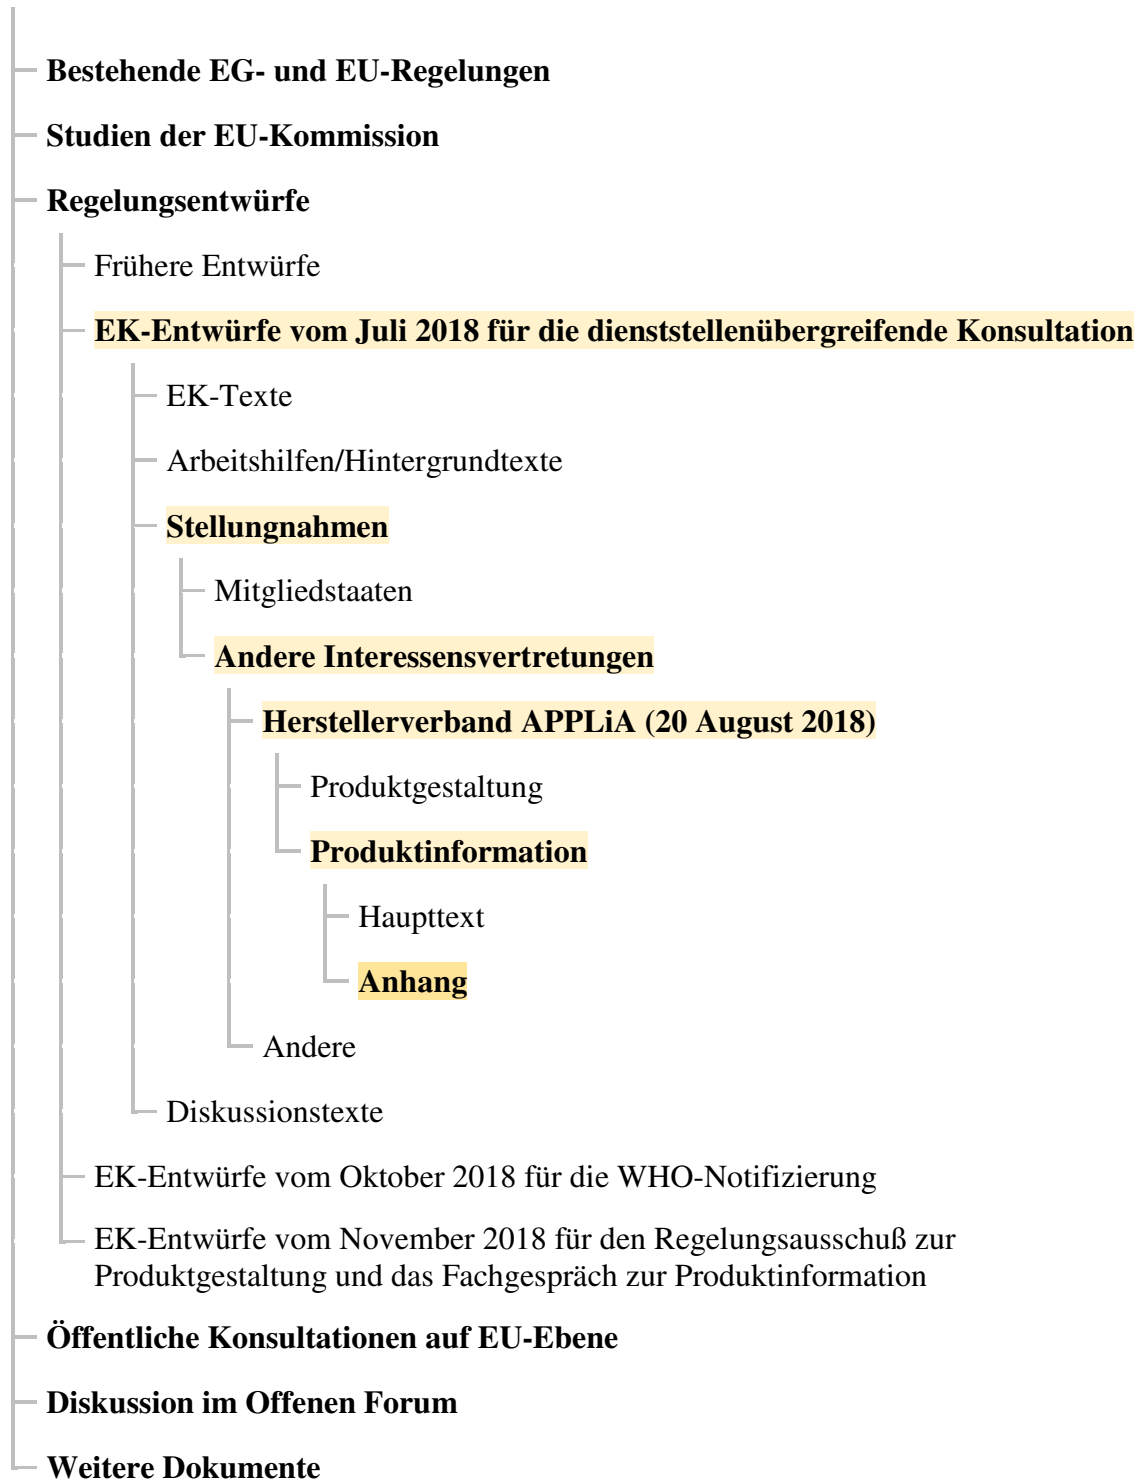 Bestehende EG- und EU-Regelungen
Studien der EU-Kommission
Regelungsentwürfe
Frühere Entwürfe
EK-Entwürfe vom Juli 2018 für die dienststellenübergreifende Konsultation
EK-Texte
Arbeitshilfen/Hintergrundtexte
Stellungnahmen
Mitgliedstaaten
Andere Interessensvertretungen
Herstellerverband APPLiA (20 August 2018)
Produktgestaltung
Produktinformation
Haupttext
Anhang
Andere
Diskussionstexte
EK-Entwürfe vom Oktober 2018 für die WHO-Notifizierung
EK-Entwürfe vom November 2018 für den Regelungsausschuß zur
Produktgestaltung und das Fachgespräch zur Produktinformation
Öffentliche Konsultationen auf EU-Ebene
Diskussion im Offenen Forum
Weitere Dokumente